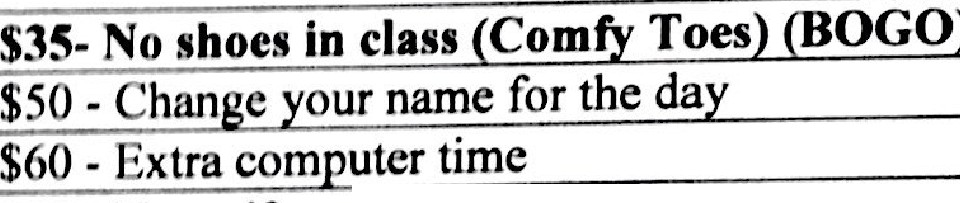 $35- No shoes in class (Comfy Toes) (BOGO)
$50 - Change your name for the day
$60 - Extra computer time